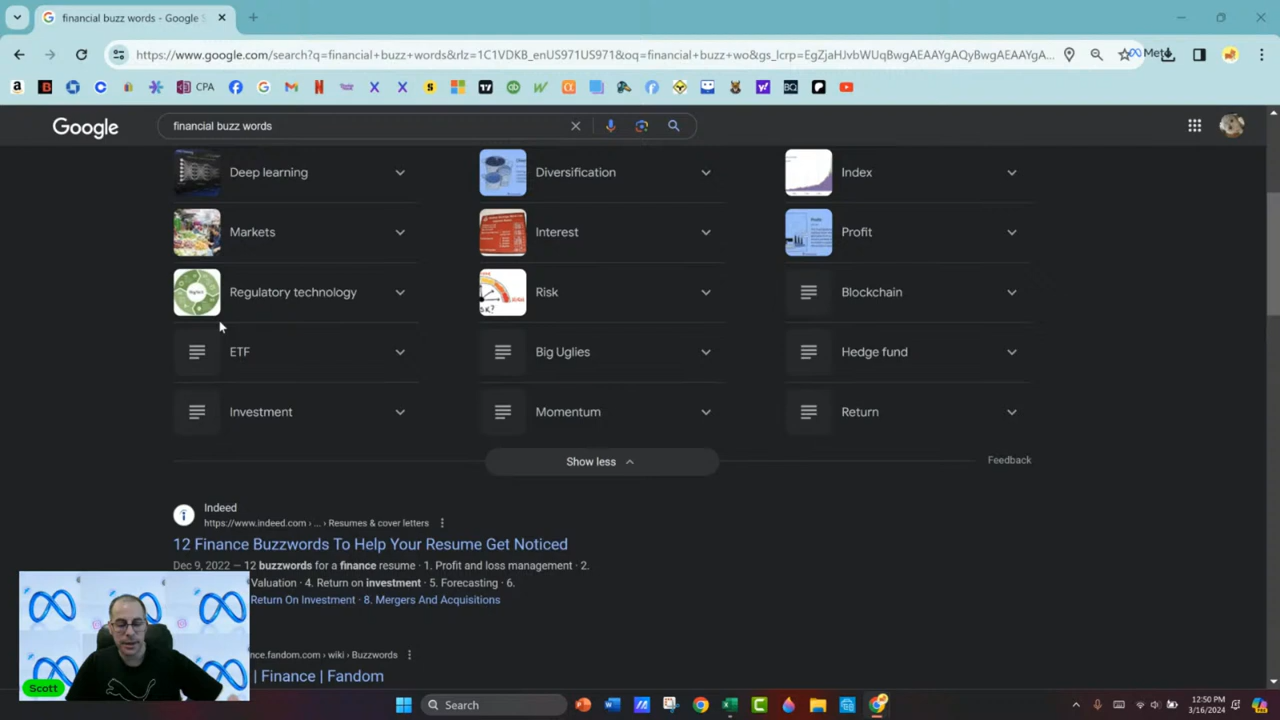 financial buzz words - Google S
https://www.google.com/search?q=financial+buzz+words&rlz=1C1VDKB_enUS971US971&oq=financial+buzz+wo&gs_lcrp=EgZjaHJvbWUqBwgAEAAYgAQyBwgAEAAYgAQyBwgBEAAYgAQyBwgCEAAYgAQyBwgDEAAY...
Met
CPA
Google
financial buzz words
Deep learning
Diversification
Index
Markets
Interest
Profit
Regulatory technology
Risk
Blockchain
ETF
Big Uglies
Hedge fund
Investment
Momentum
Return
Show less
Feedback
Indeed
https://www.indeed.com › ... › Resumes & cover letters
12 Finance Buzzwords To Help Your Resume Get Noticed
Dec 9, 2022 — 12 buzzwords for a finance resume · 1. Profit and loss management · 2.
Valuation · 4. Return on investment · 5. Forecasting · 6.
Return On Investment · 8. Mergers And Acquisitions
nce.fandom.com › wiki › Buzzwords
| Finance | Fandom
Scott
Search
12:50 PM
3/16/2024